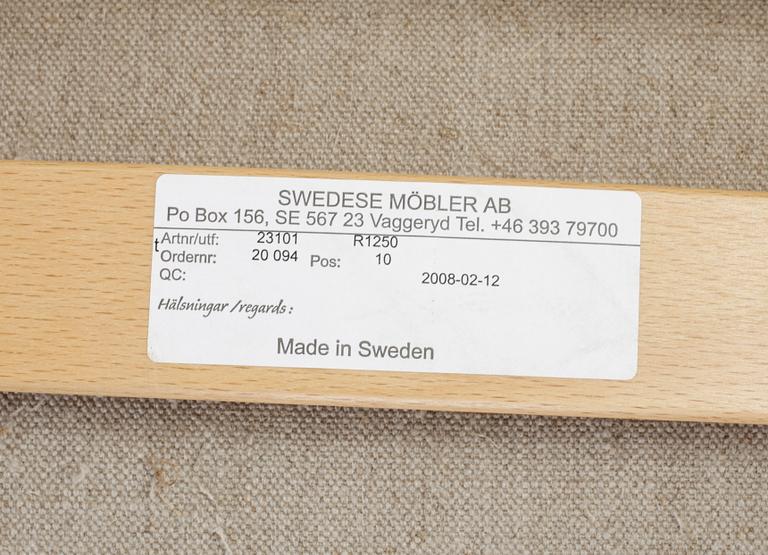 SWEDESE MÖBLER AB
Po Box 156, SE 567 23 Vaggeryd Tel. +46 393 79700
t Artnr/utf: 23101 R1250
Ordernr: 20 094 Pos: 10
QC: 2008-02-12
Hälsningar /regards :
Made in Sweden